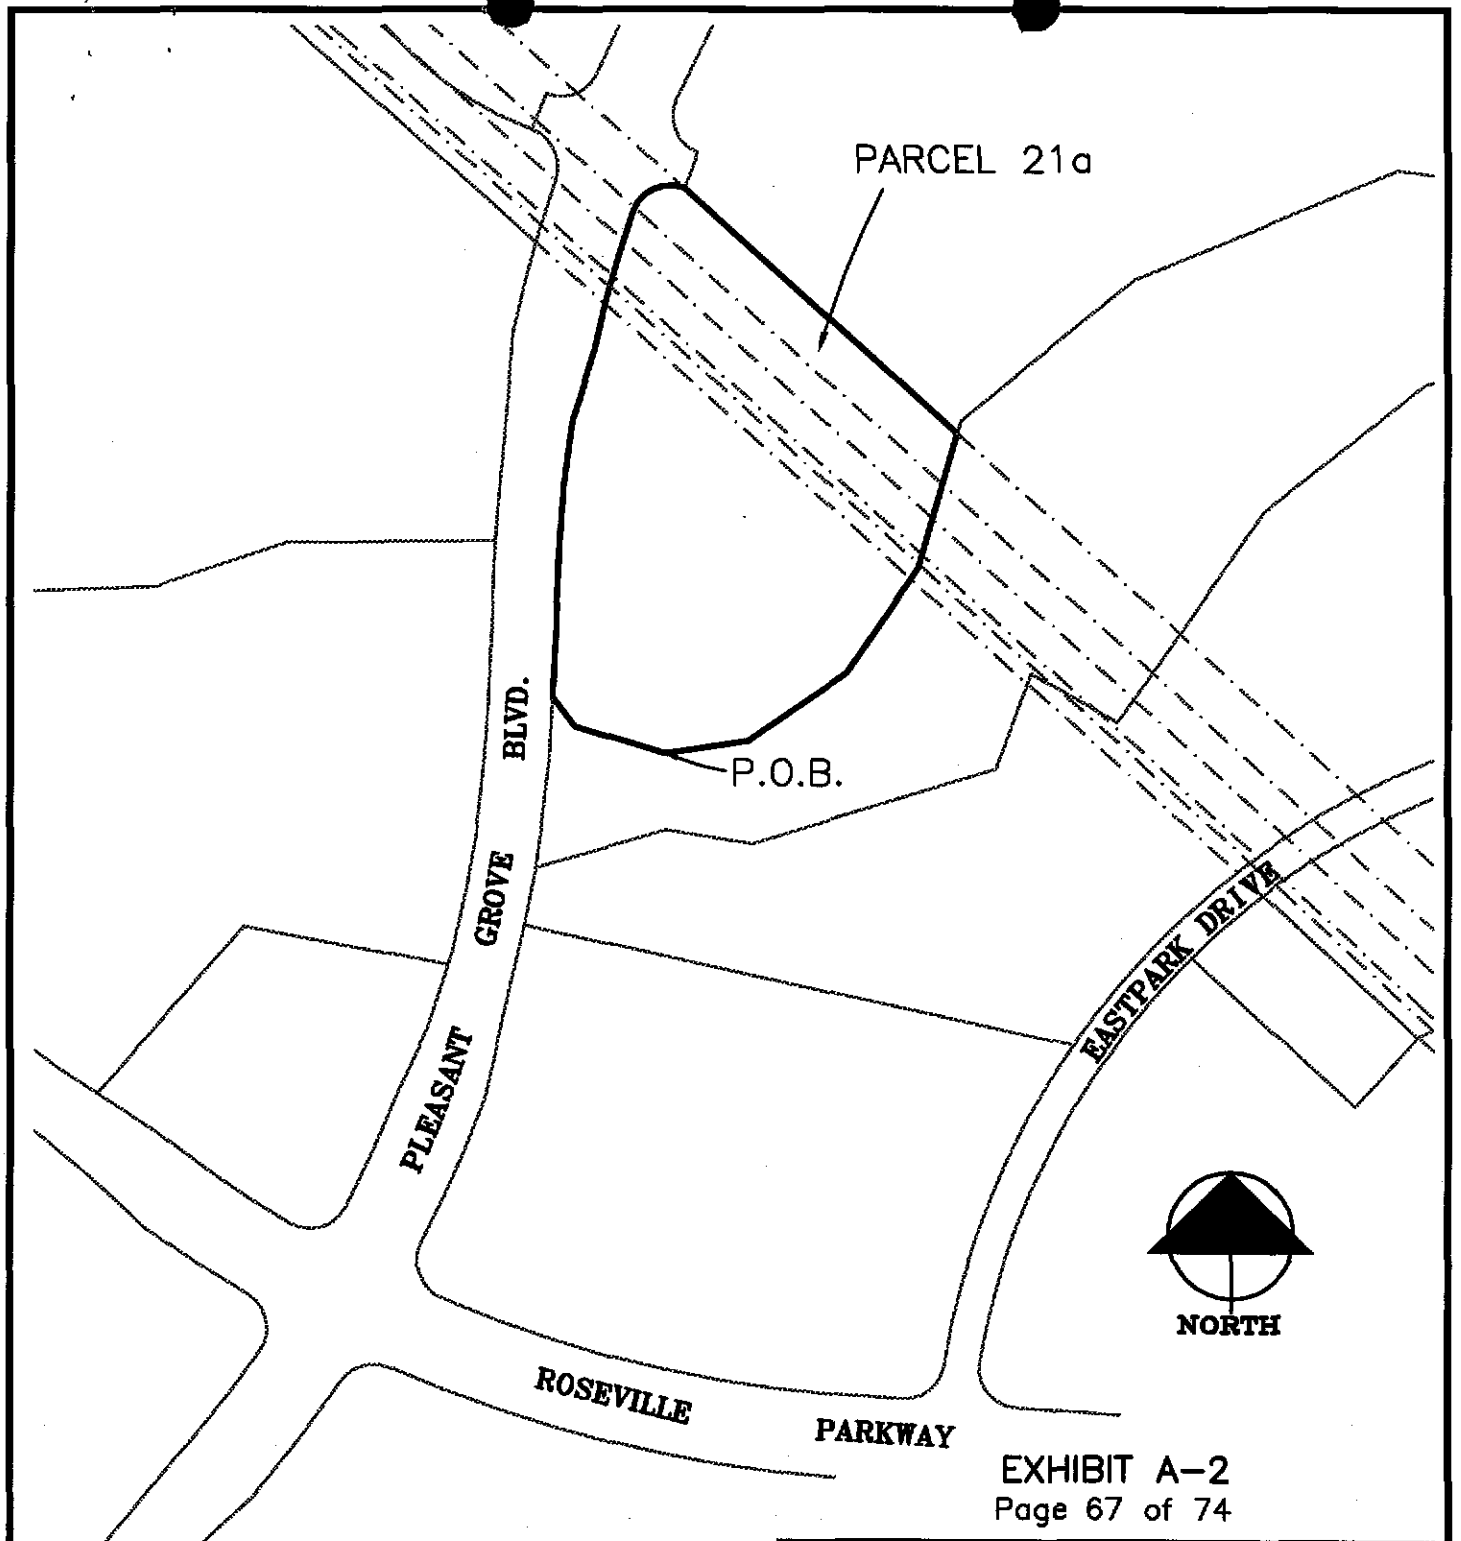 PARCEL 21a
P.O.B.
PLEASANT GROVE BLVD.
EASTPARK DRIVE
NORTH
ROSEVILLE PARKWAY
EXHIBIT A-2
Page 67 of 74